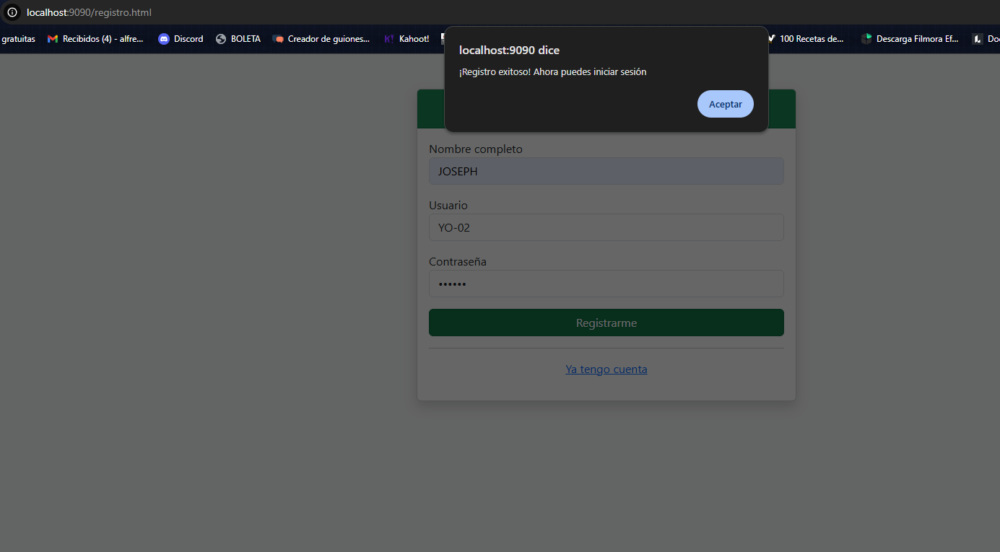 localhost:9090/registro.html
gratuitas
Recibidos (4) - alfre...
Discord
BOLETA
Creador de guiones...
Kahoot!
100 Recetas de...
Descarga Filmora Ef...
localhost:9090 dice
¡Registro exitoso! Ahora puedes iniciar sesión
Aceptar
Nombre completo
JOSEPH
Usuario
YO-02
Contraseña
••••••
Registrarme
Ya tengo cuenta